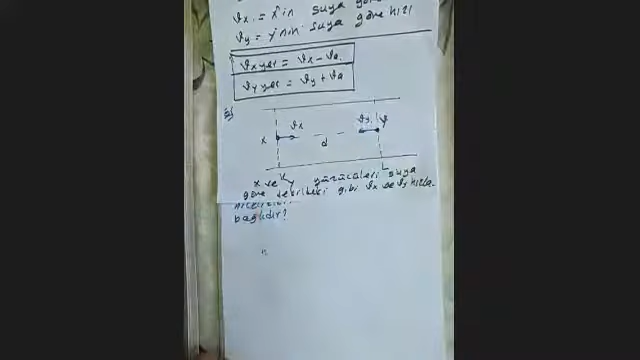 ϑx = x'in suya göre
ϑy = y'nin suya göre hızı
ϑx yer = ϑx - ϑa
ϑy yer = ϑy + ϑa
x ϑx d ϑy y
x ve y yüzücüleri suya
göre şekildeki gibi ϑx ve ϑy hızla
bağlıdır?